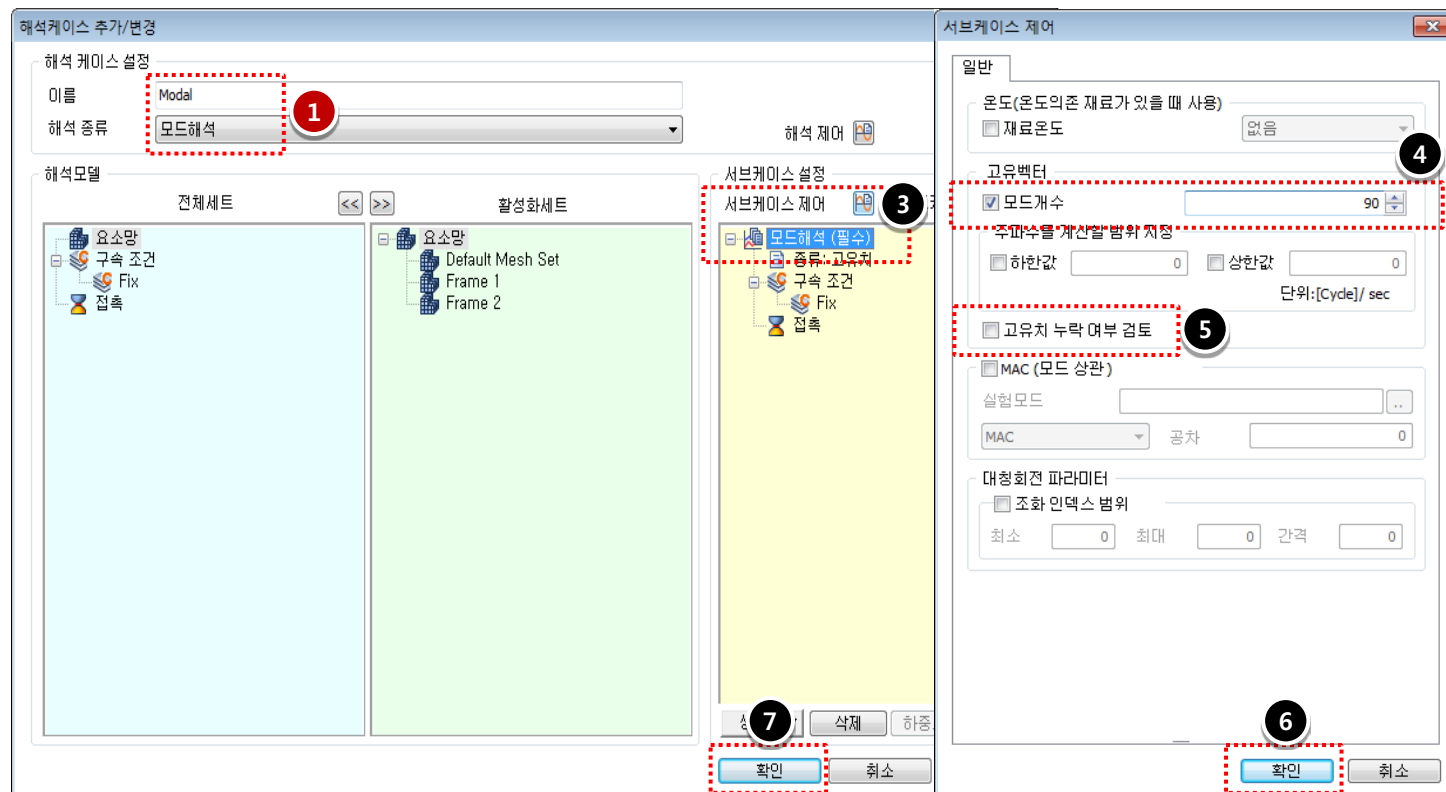 해석케이스 추가/변경
해석 케이스 설정
이름
Modal
1
해석 종류
모드해석
해석 제어
해석모델
전체세트
<<
>>
활성화세트
요소망
구속 조건
Fix
접촉
요소망
Default Mesh Set
Frame 1
Frame 2
서브케이스 설정
서브케이스 제어
3
모드해석 (필수)
종류: 고유치
구속 조건
Fix
접촉
7
삭제
하중
확인
취소
서브케이스 제어
일반
온도(온도의존 재료가 있을 때 사용)
재료온도
없음
4
고유벡터
모드개수
90
주파수를 계산할 범위 지정
하한값
0
상한값
0
단위:[Cycle]/ sec
고유치 누락 여부 검토
5
MAC (모드 상관)
실험모드
..
MAC
공차
0
대칭회전 파라미터
조화 인덱스 범위
최소
0
최대
0
간격
0
6
확인
취소